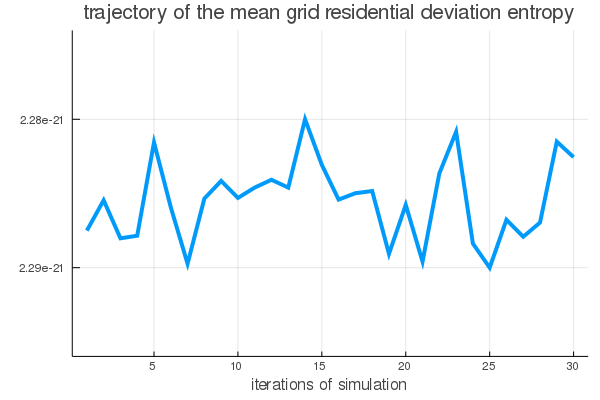 trajectory of the mean grid residential deviation entropy
2.28e-21
2.29e-21
5 10 15 20 25 30
iterations of simulation